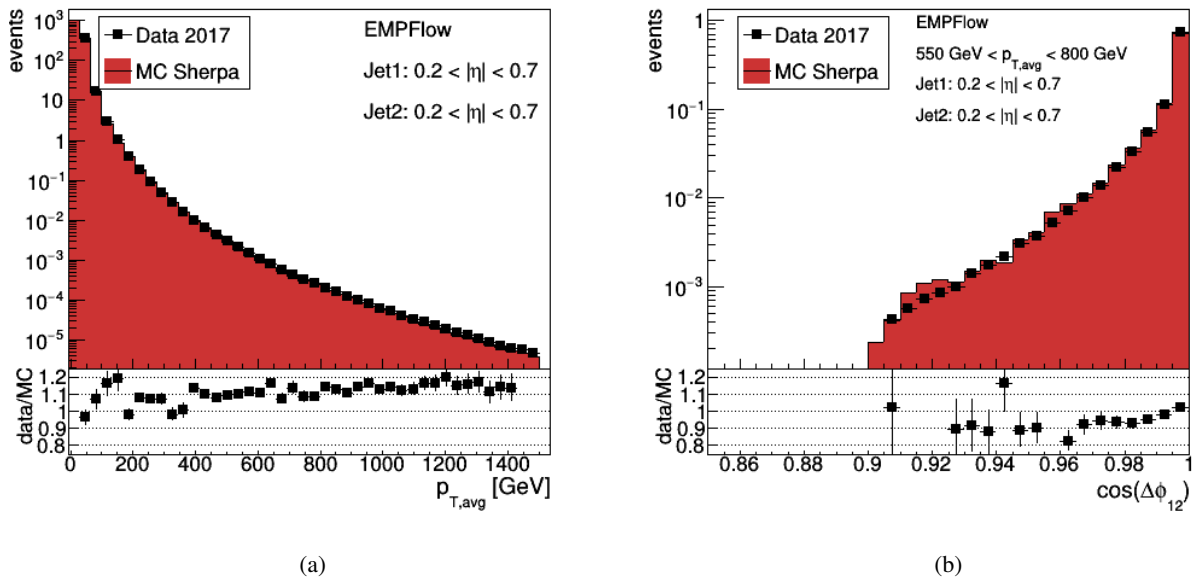 events
10³
10²
10
1
10⁻¹
10⁻²
10⁻³
10⁻⁴
10⁻⁵
Data 2017
MC Sherpa
EMPFlow
Jet1: 0.2 < |η| < 0.7
Jet2: 0.2 < |η| < 0.7
data/MC
1.2
1.1
1
0.9
0.8
0 200 400 600 800 1000 1200 1400
p_T,avg [GeV]
(a)
events
1
10⁻¹
10⁻²
10⁻³
Data 2017
MC Sherpa
EMPFlow
550 GeV < p_T,avg < 800 GeV
Jet1: 0.2 < |η| < 0.7
Jet2: 0.2 < |η| < 0.7
data/MC
1.2
1.1
1
0.9
0.8
0.86 0.88 0.9 0.92 0.94 0.96 0.98 1
cos(Δϕ₁₂)
(b)